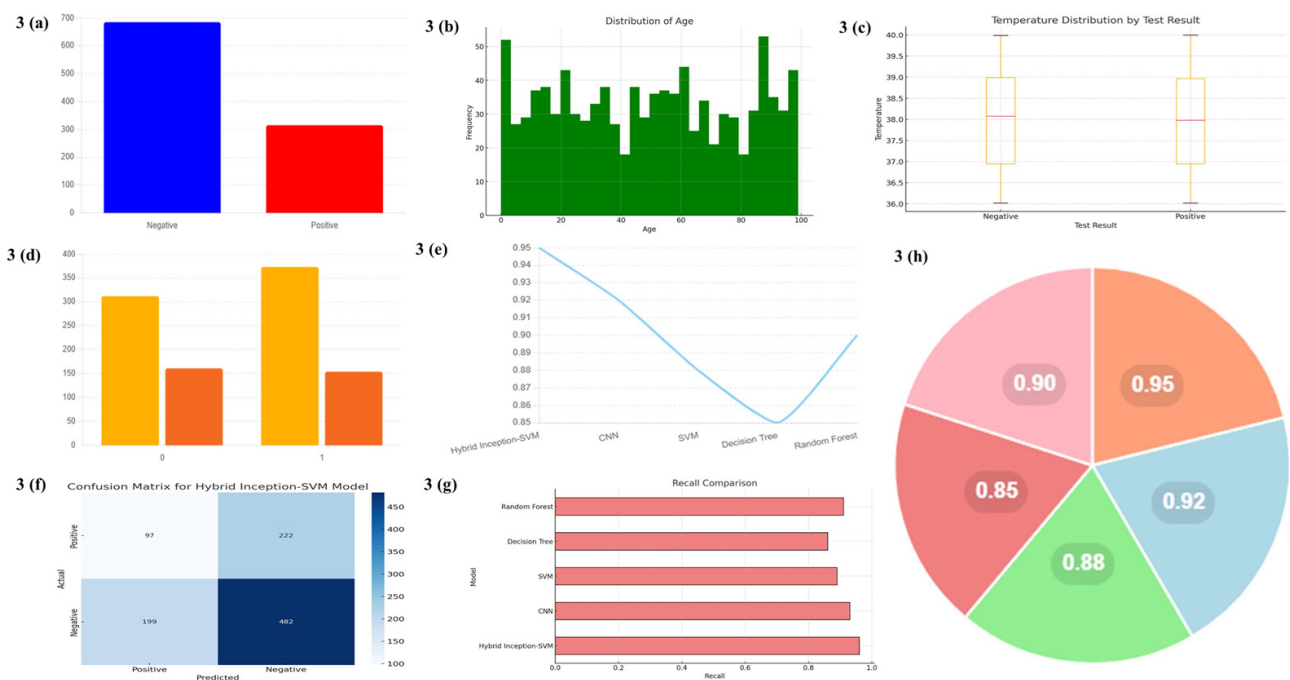 3 (a)
700
600
500
400
300
200
100
0
Negative
Positive
3 (b)
Distribution of Age
50
40
30
20
10
0
Frequency
0
20
40
60
80
100
Age
3 (c)
Temperature Distribution by Test Result
40.0
39.5
39.0
38.5
38.0
37.5
37.0
36.5
36.0
Temperature
Negative
Positive
Test Result
3 (d)
400
350
300
250
200
150
100
50
0
0
1
3 (e)
0.95
0.94
0.93
0.92
0.91
0.90
0.89
0.88
0.87
0.86
0.85
Hybrid Inception-SVM
CNN
SVM
Decision Tree
Random Forest
3 (f)
Confusion Matrix for Hybrid Inception-SVM Model
Actual
Positive
Negative
97
222
199
482
Positive
Negative
Predicted
450
400
350
300
250
200
150
100
3 (g)
Recall Comparison
Model
Random Forest
Decision Tree
SVM
CNN
Hybrid Inception-SVM
0.0
0.2
0.4
0.6
0.8
1.0
Recall
3 (h)
0.90
0.95
0.85
0.92
0.88